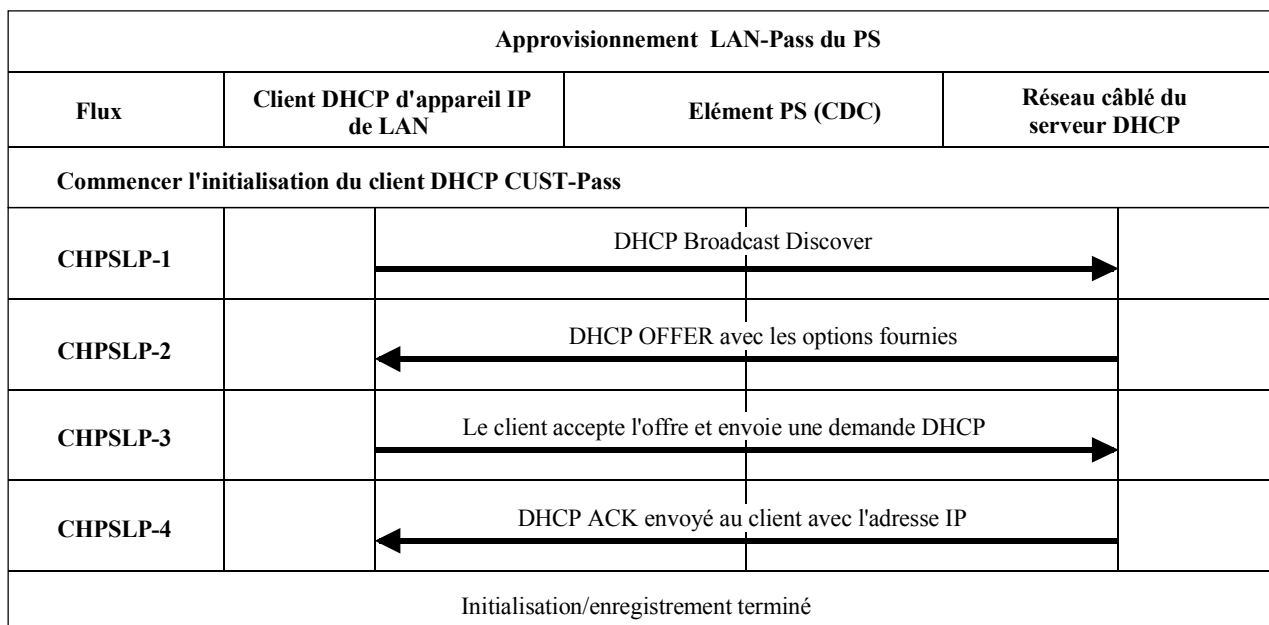 Approvisionnement LAN-Pass du PS
Flux
Client DHCP d'appareil IP
de LAN
Elément PS (CDC)
Réseau câblé du
serveur DHCP
Commencer l'initialisation du client DHCP CUST-Pass
CHPSLP-1
DHCP Broadcast Discover
CHPSLP-2
DHCP OFFER avec les options fournies
CHPSLP-3
Le client accepte l'offre et envoie une demande DHCP
CHPSLP-4
DHCP ACK envoyé au client avec l'adresse IP
Initialisation/enregistrement terminé